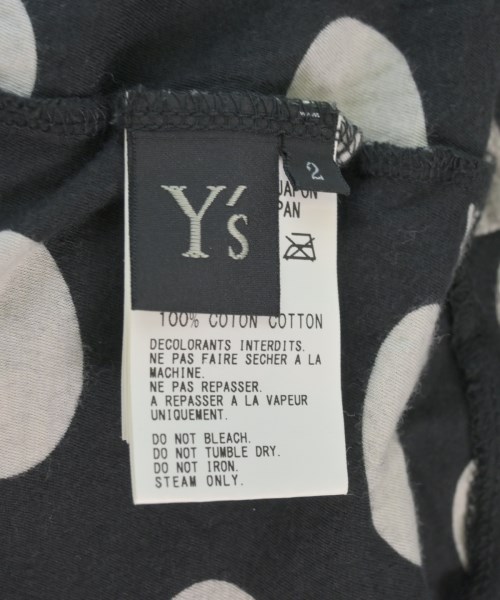 2
JAPON
PAN
Y's
100% COTON COTTON
DECOLORANTS INTERDITS.
NE PAS FAIRE SECHER A LA
MACHINE.
NE PAS REPASSER.
A REPASSER A LA VAPEUR
UNIQUEMENT.
DO NOT BLEACH.
DO NOT TUMBLE DRY.
DO NOT IRON.
STEAM ONLY.